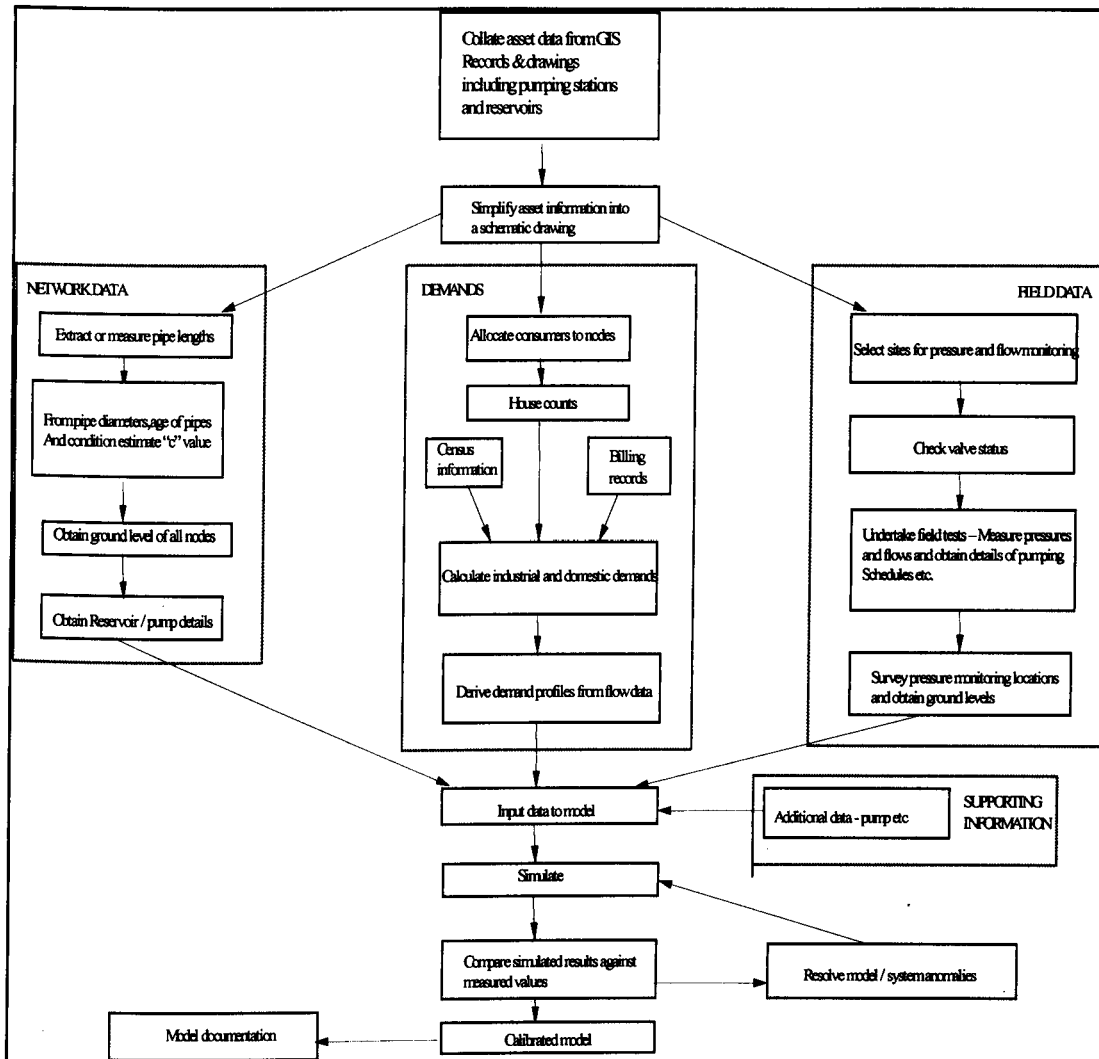 Collate asset data from GIS
Records & drawings
including pumping stations
and reservoirs
Simplify asset information into
a schematic drawing
NETWORK DATA
Extract or measure pipe lengths
From pipe diameters,age of pipes
And condition estimate "c" value
Obtain ground level of all nodes
Obtain Reservoir / pump details
DEMANDS
Allocate consumers to nodes
House counts
Census
information
Billing
records
Calculate industrial and domestic demands
Derive demand profiles from flow data
FIELD DATA
Select sites for pressure and flow monitoring
Check valve status
Undertake field tests – Measure pressures
and flows and obtain details of pumping
Schedules etc.
Survey pressure monitoring locations
and obtain ground levels
Input data to model
Additional data - pump etc
SUPPORTING
INFORMATION
Simulate
Compare simulated results against
measured values
Resolve model / system anomalies
Calibrated model
Model documentation